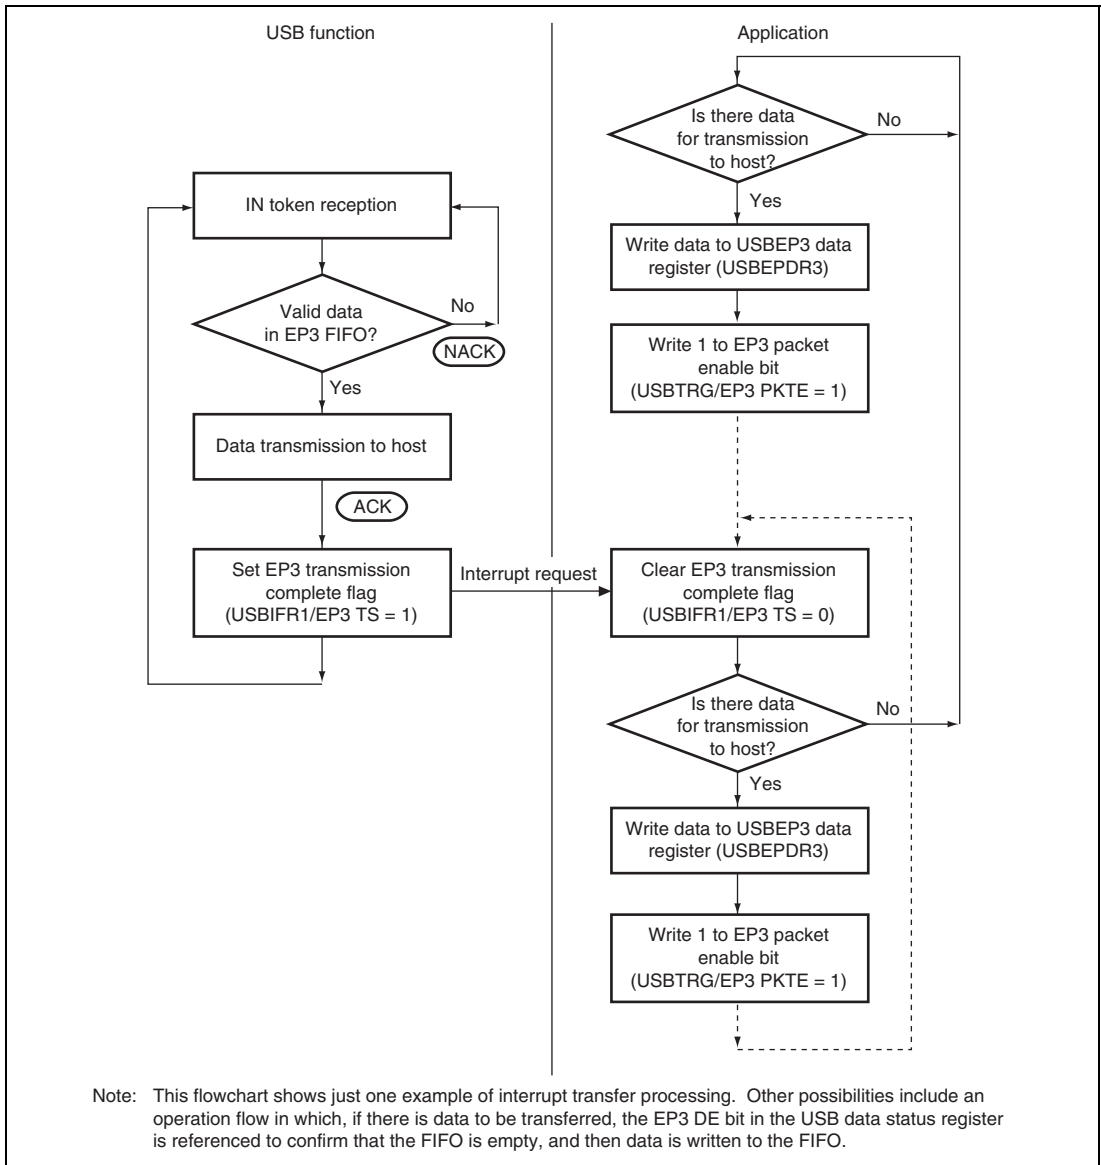 USB function
Application
IN token reception
Valid data
in EP3 FIFO?
No
NACK
Yes
Data transmission to host
ACK
Set EP3 transmission
complete flag
(USBIFR1/EP3 TS = 1)
Interrupt request
Is there data
for transmission
to host?
No
Yes
Write data to USBEP3 data
register (USBEPDR3)
Write 1 to EP3 packet
enable bit
(USBTRG/EP3 PKTE = 1)
Clear EP3 transmission
complete flag
(USBIFR1/EP3 TS = 0)
Is there data
for transmission
to host?
No
Yes
Write data to USBEP3 data
register (USBEPDR3)
Write 1 to EP3 packet
enable bit
(USBTRG/EP3 PKTE = 1)
Note: This flowchart shows just one example of interrupt transfer processing. Other possibilities include an
operation flow in which, if there is data to be transferred, the EP3 DE bit in the USB data status register
is referenced to confirm that the FIFO is empty, and then data is written to the FIFO.